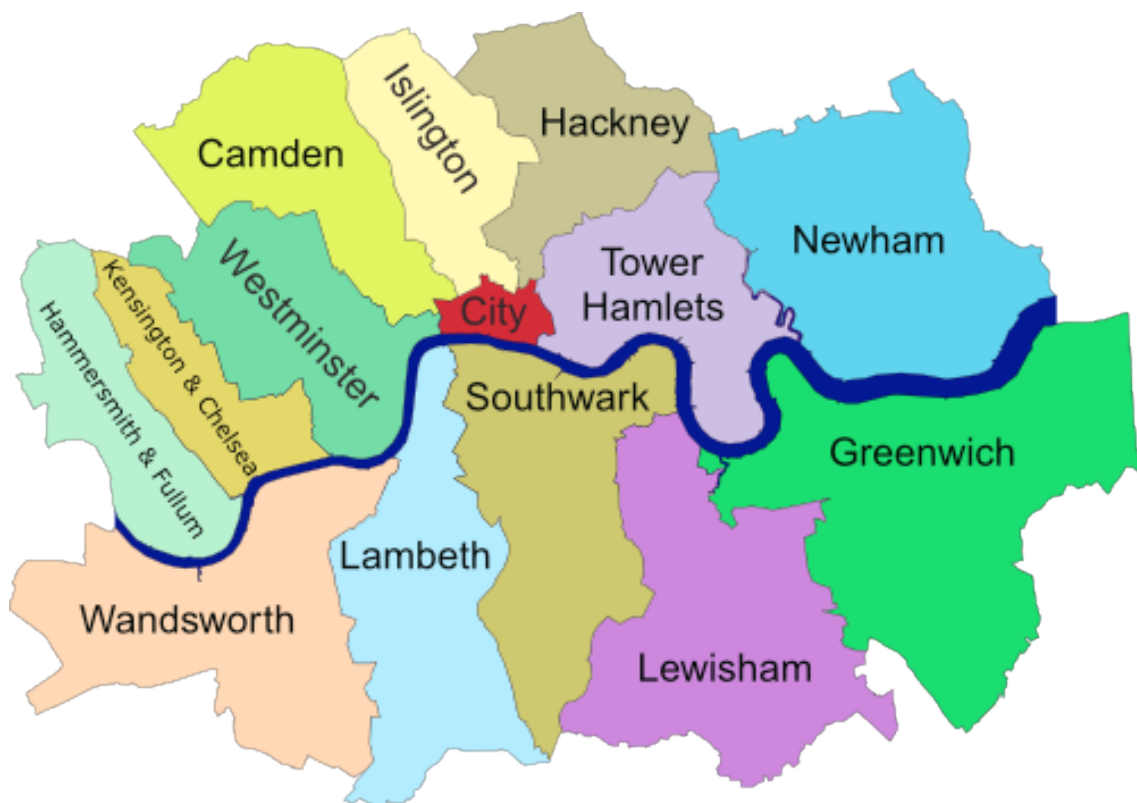 Islington
Hackney
Camden
Newham
Tower
Hamlets
Westminster
City
Kensington & Chelsea
Hammersmith & Fullum
Southwark
Greenwich
Lambeth
Wandsworth
Lewisham